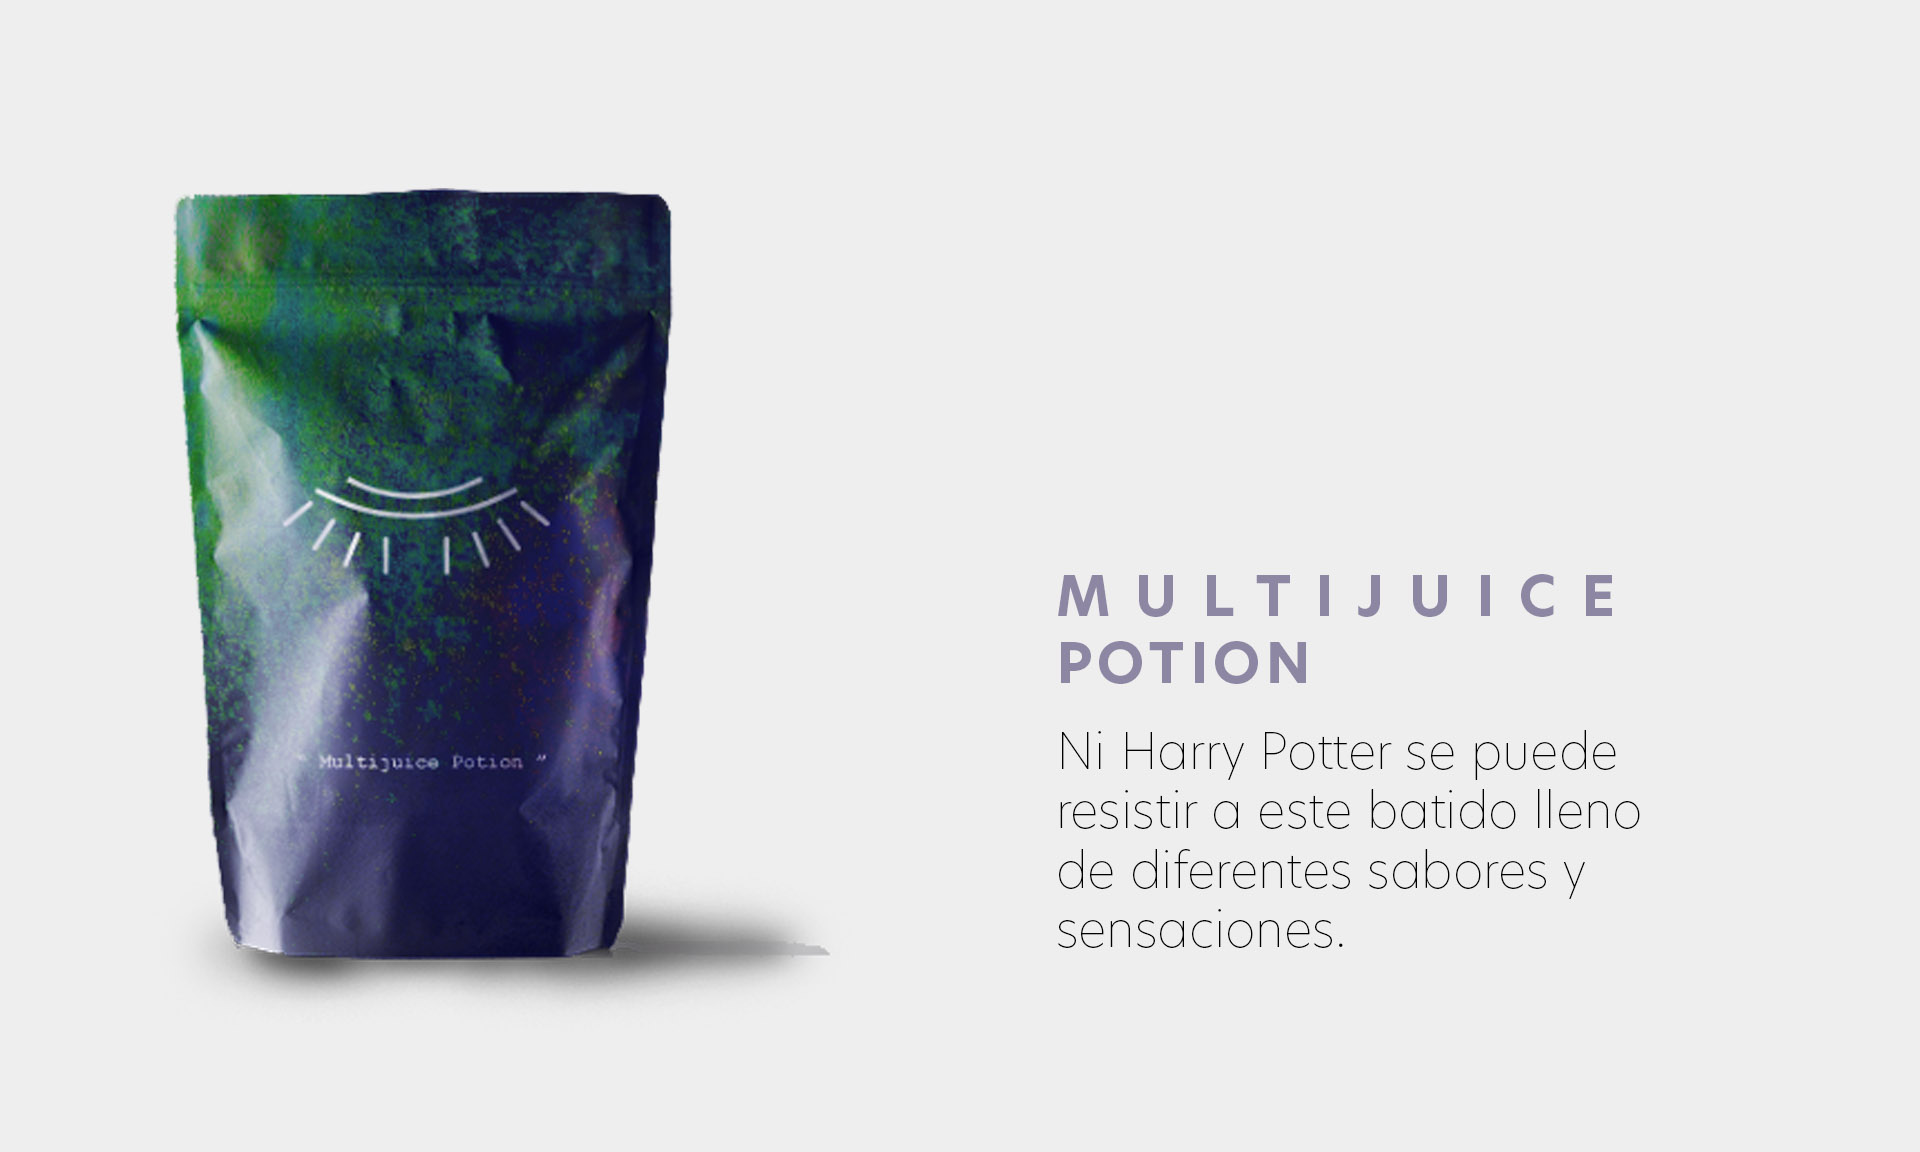 " Multijuice Potion "
MULTIJUICE
POTION
Ni Harry Potter se puede
resistir a este batido lleno
de diferentes sabores y
sensaciones.